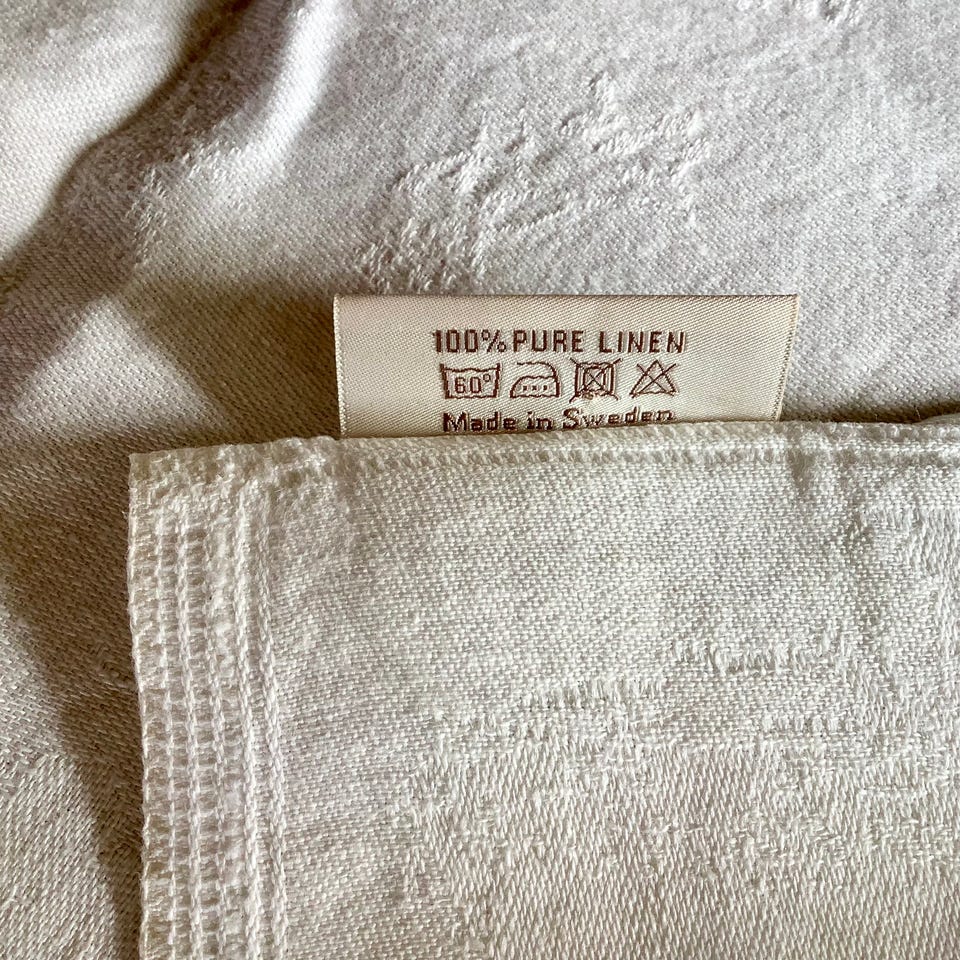 100% PURE LINEN
60°
Made in Sweden